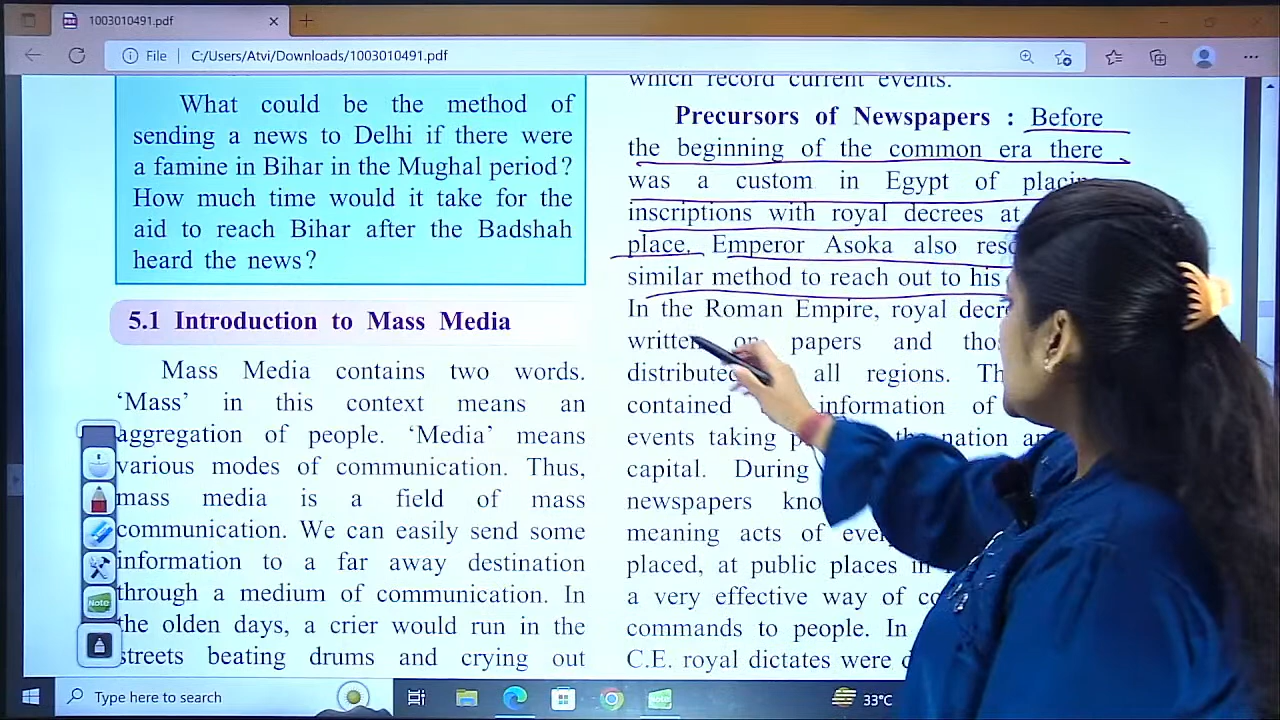 1003010491.pdf
File
C:/Users/Atvi/Downloads/1003010491.pdf
What could be the method of
sending a news to Delhi if there were
a famine in Bihar in the Mughal period?
How much time would it take for the
aid to reach Bihar after the Badshah
heard the news?
5.1 Introduction to Mass Media
Mass Media contains two words.
‘Mass’ in this context means an
aggregation of people. ‘Media’ means
various modes of communication. Thus,
mass media is a field of mass
communication. We can easily send some
information to a far away destination
through a medium of communication. In
the olden days, a crier would run in the
streets beating drums and crying out
which record current events.
Precursors of Newspapers : Before
the beginning of the common era there
was a custom in Egypt of placing
inscriptions with royal decrees at
place. Emperor Asoka also
similar method to reach out to his
In the Roman Empire, royal
written on papers and
distributed all regions.
contained information of
events taking the nation
capital. During
newspapers
meaning acts of
placed, at public places in
a very effective way of
commands to people. In
C.E. royal dictates were
Note
Type here to search
Note
33°C